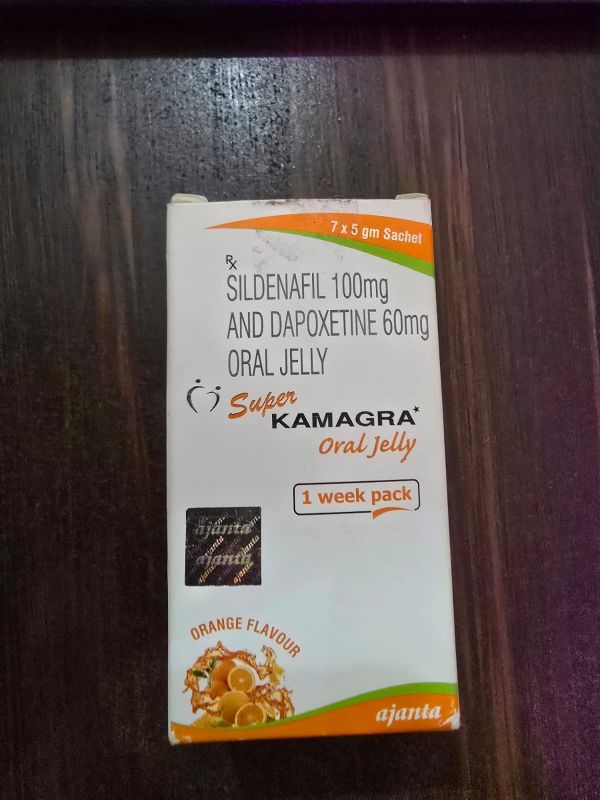 7 x 5 gm Sachet
Rx
SILDENAFIL 100mg
AND DAPOXETINE 60mg
ORAL JELLY
Super
KAMAGRA*
Oral Jelly
1 week pack
ajanta
ajanta
ORANGE FLAVOUR
ajanta